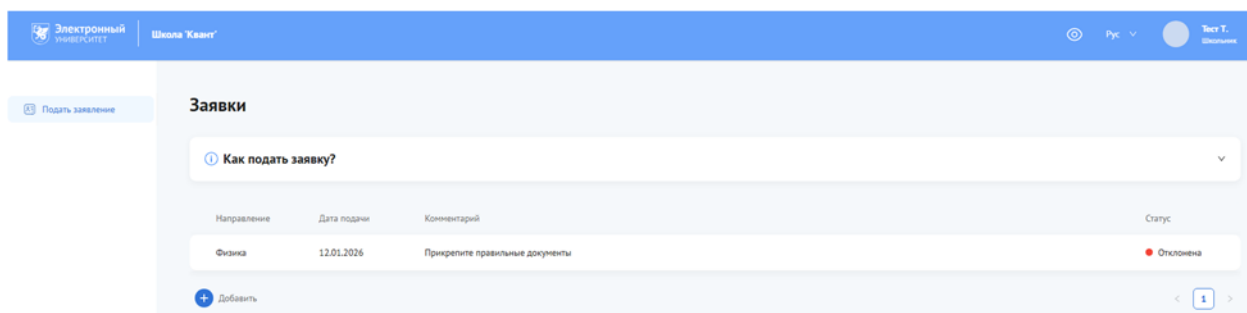 Электронный
УНИВЕРСИТЕТ
Школа 'Квант'
Рус
Тест Т.
Школьник
Подать заявление
Заявки
Как подать заявку?
Направление Дата подачи Комментарий Статус
Физика 12.01.2026 Прикрепите правильные документы Отклонена
Добавить
1